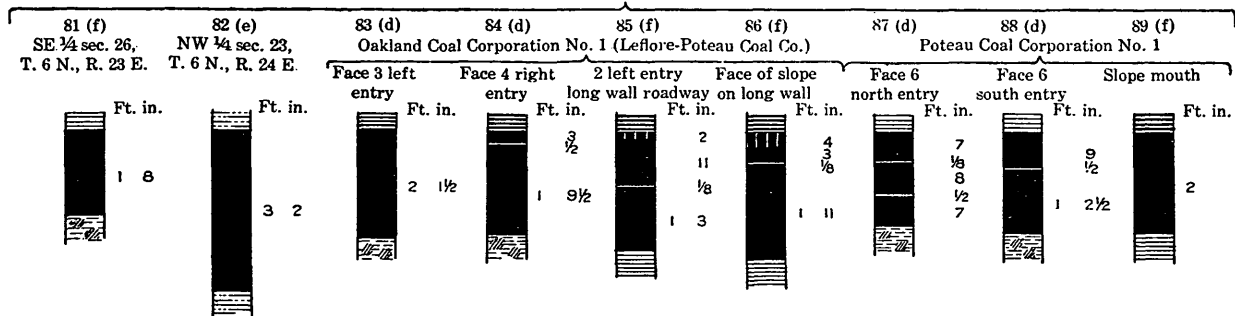 81 (f) 82 (e) 83 (d) 84 (d) 85 (f) 86 (f) 87 (d) 88 (d) 89 (f)
SE ¼ sec. 26, NW ¼ sec. 23, Oakland Coal Corporation No. 1 (Leflore-Poteau Coal Co.) Poteau Coal Corporation No. 1
T. 6 N., R. 23 E. T. 6 N., R. 24 E.
Face 3 left Face 4 right 2 left entry Face of slope Face 6 Face 6 Slope mouth
entry entry long wall roadway on long wall north entry south entry
Ft. in. Ft. in. Ft. in. Ft. in. Ft. in. Ft. in. Ft. in. Ft. in. Ft. in.
3 2 4 7 9
½ 3 ⅛ ½
11 ⅛ 8
1 8 2 1½ 1 9½ ⅛ ½ 1 2½ 2
3 2 1 3 1 11 7